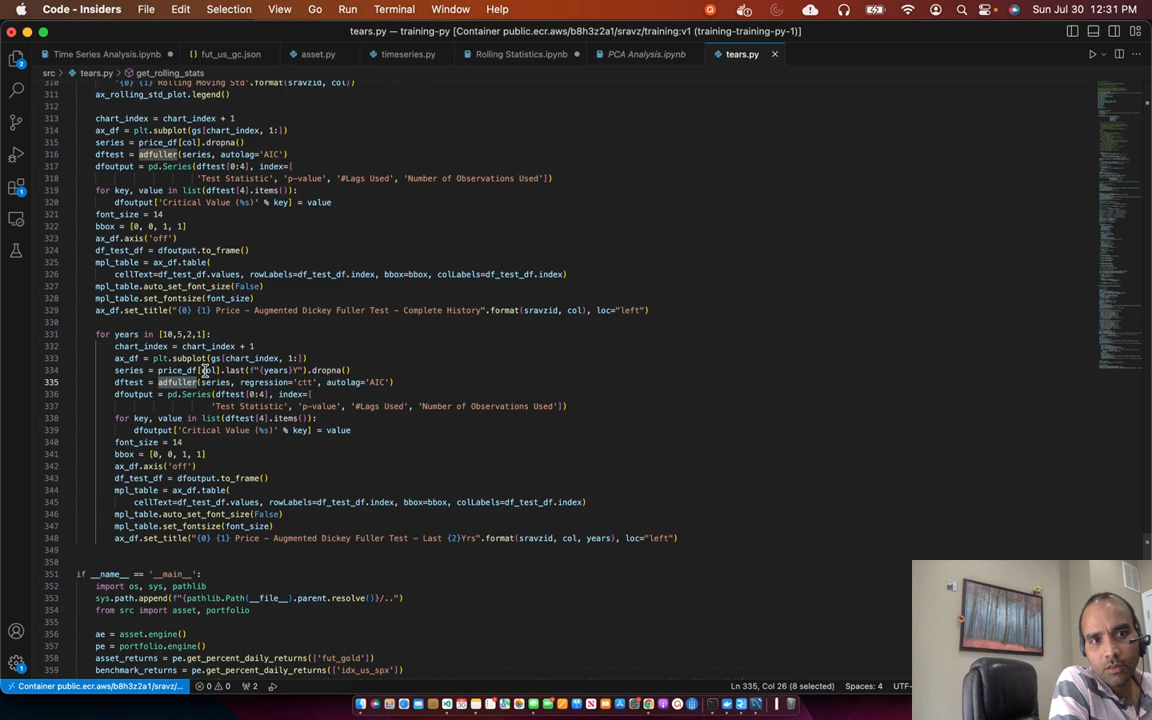 Code - Insiders File Edit Selection View Go Run Terminal Window Help Sun Jul 30 12:31 PM
tears.py — training-py [Container public.ecr.aws/b8h3z2a1/sravz/training:v1 (training-training-py-1)]
Time Series Analysis.ipynb fut_us_gc.json asset.py timeseries.py Rolling Statistics.ipynb PCA Analysis.ipynb tears.py
src > tears.py > get_rolling_stats
310 '{0} {1} Rolling Moving Std'.format(sravzid, col))
311 ax_rolling_std_plot.legend()
312
313 chart_index = chart_index + 1
314 ax_df = plt.subplot(gs[chart_index, 1:])
315 series = price_df[col].dropna()
316 dftest = adfuller(series, autolag='AIC')
317 dfoutput = pd.Series(dftest[0:4], index=[
318 'Test Statistic', 'p-value', '#Lags Used', 'Number of Observations Used'])
319 for key, value in list(dftest[4].items()):
320 dfoutput['Critical Value (%s)' % key] = value
321 font_size = 14
322 bbox = [0, 0, 1, 1]
323 ax_df.axis('off')
324 df_test_df = dfoutput.to_frame()
325 mpl_table = ax_df.table(
326 cellText=df_test_df.values, rowLabels=df_test_df.index, bbox=bbox, colLabels=df_test_df.index)
327 mpl_table.auto_set_font_size(False)
328 mpl_table.set_fontsize(font_size)
329 ax_df.set_title("{0} {1} Price - Augmented Dickey Fuller Test - Complete History".format(sravzid, col), loc="left")
330
331 for years in [10,5,2,1]:
332 chart_index = chart_index + 1
333 ax_df = plt.subplot(gs[chart_index, 1:])
334 series = price_df[col].last(f"{years}Y").dropna()
335 dftest = adfuller(series, regression='ctt', autolag='AIC')
336 dfoutput = pd.Series(dftest[0:4], index=[
337 'Test Statistic', 'p-value', '#Lags Used', 'Number of Observations Used'])
338 for key, value in list(dftest[4].items()):
339 dfoutput['Critical Value (%s)' % key] = value
340 font_size = 14
341 bbox = [0, 0, 1, 1]
342 ax_df.axis('off')
343 df_test_df = dfoutput.to_frame()
344 mpl_table = ax_df.table(
345 cellText=df_test_df.values, rowLabels=df_test_df.index, bbox=bbox, colLabels=df_test_df.index)
346 mpl_table.auto_set_font_size(False)
347 mpl_table.set_fontsize(font_size)
348 ax_df.set_title("{0} {1} Price - Augmented Dickey Fuller Test - Last {2}Yrs".format(sravzid, col, years), loc="left")
349
350
351 if __name__ == '__main__':
352 import os, sys, pathlib
353 sys.path.append(f"{pathlib.Path(__file__).parent.resolve()}/..")
354 from src import asset, portfolio
355
356 ae = asset.engine()
357 pe = portfolio.engine()
358 asset_returns = pe.get_percent_daily_returns(['fut_gold'])
359 benchmark_returns = pe.get_percent_daily_returns(['idx_us_spx'])
Container public.ecr.aws/b8h3z2a1/sravz/... 0 0 2 Ln 335, Col 26 (8 selected) Spaces: 4 UTF-